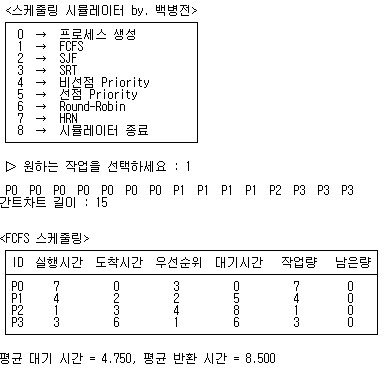 <스케줄링 시뮬레이터 by. 백병전>
0 → 프로세스 생성
1 → FCFS
2 → SJF
3 → SRT
4 → 비선점 Priority
5 → 선점 Priority
6 → Round-Robin
7 → HRN
8 → 시뮬레이터 종료
▷ 원하는 작업을 선택하세요 : 1
P0 P0 P0 P0 P0 P0 P0 P1 P1 P1 P1 P2 P3 P3 P3
간트차트 길이 : 15
<FCFS 스케줄링>
ID 실행시간 도착시간 우선순위 대기시간 작업량 남은량
P0 7 0 3 0 7 0
P1 4 2 2 5 4 0
P2 1 3 4 8 1 0
P3 3 6 1 6 3 0
평균 대기 시간 = 4.750, 평균 반환 시간 = 8.500